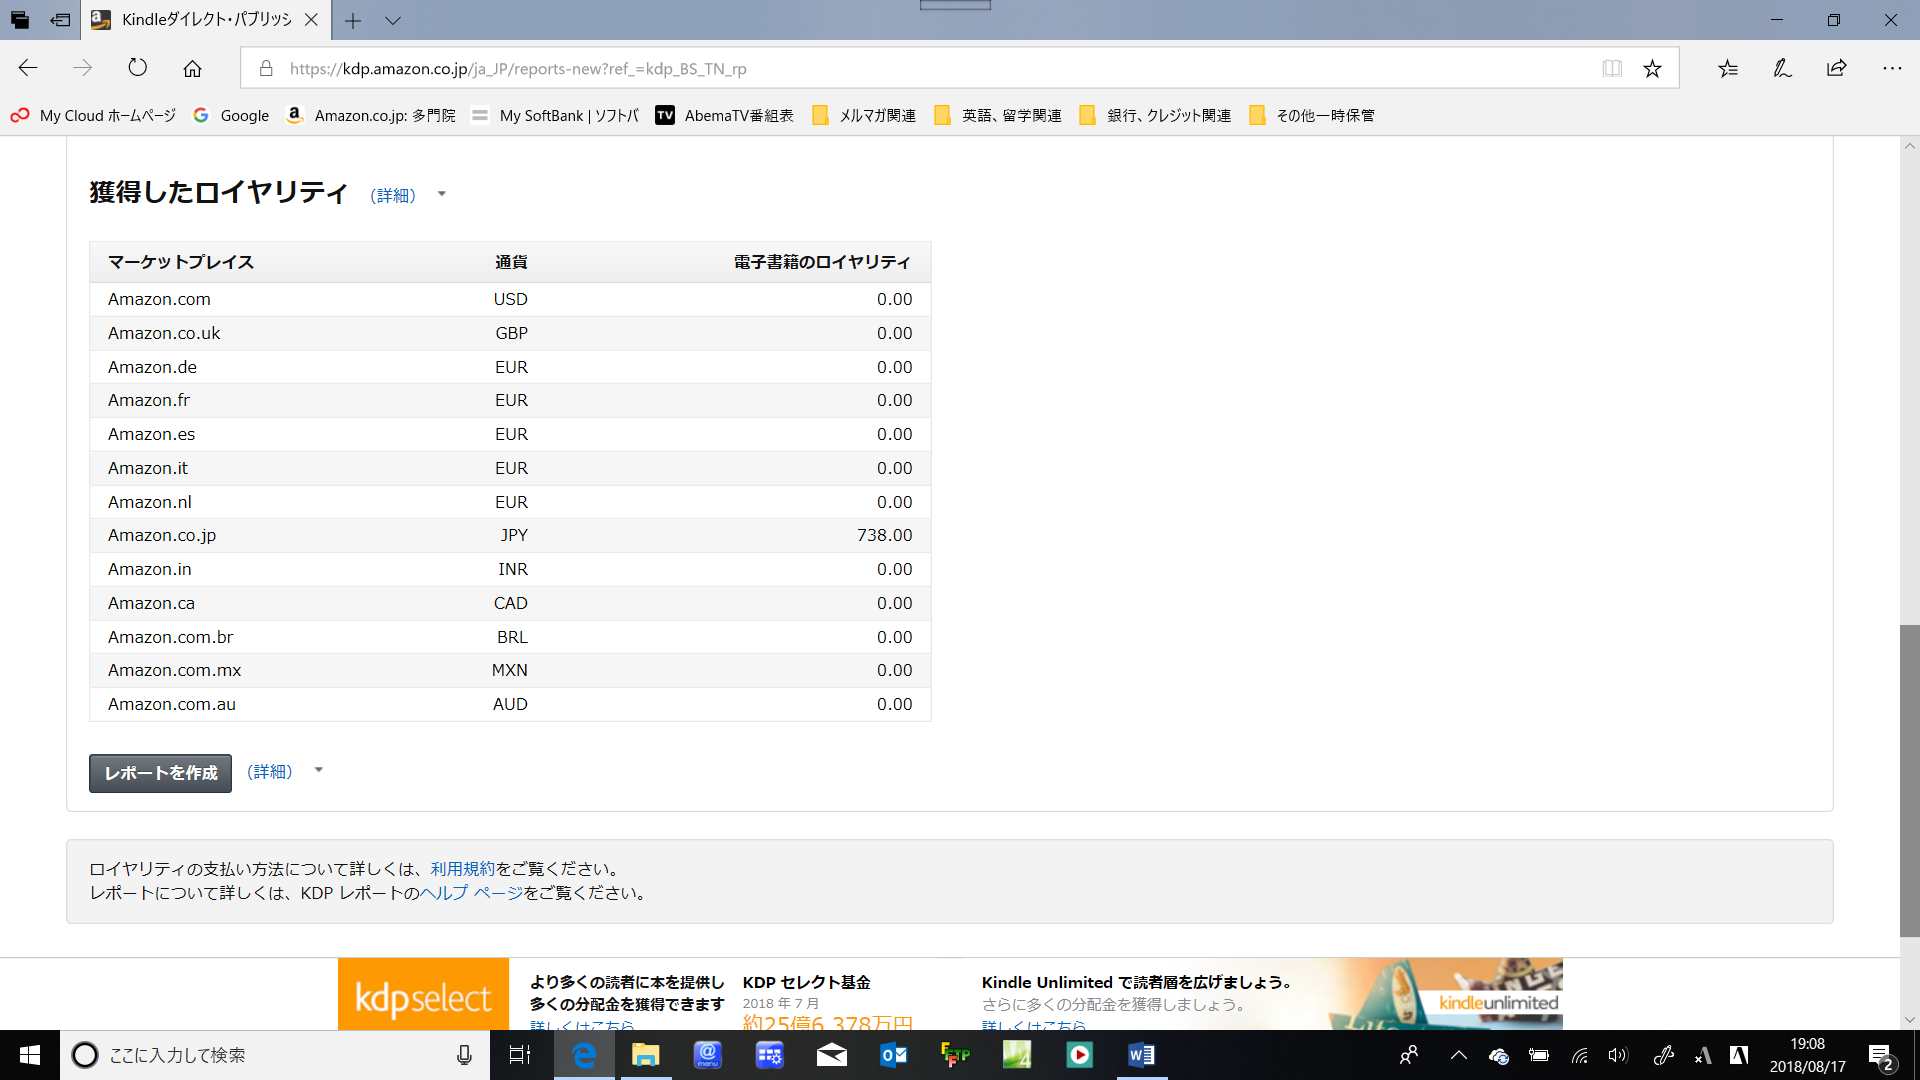 Kindleダイレクト・パブリッシ
https://kdp.amazon.co.jp/ja_JP/reports-new?ref_=kdp_BS_TN_rp
My Cloud ホームページ Google Amazon.co.jp: 多門院 My SoftBank | ソフトバ AbemaTV番組表 メルマガ関連 英語、留学関連 銀行、クレジット関連 その他一時保管
獲得したロイヤリティ (詳細)
マーケットプレイス 通貨 電子書籍のロイヤリティ
Amazon.com USD 0.00
Amazon.co.uk GBP 0.00
Amazon.de EUR 0.00
Amazon.fr EUR 0.00
Amazon.es EUR 0.00
Amazon.it EUR 0.00
Amazon.nl EUR 0.00
Amazon.co.jp JPY 738.00
Amazon.in INR 0.00
Amazon.ca CAD 0.00
Amazon.com.br BRL 0.00
Amazon.com.mx MXN 0.00
Amazon.com.au AUD 0.00
レポートを作成 (詳細)
ロイヤリティの支払い方法について詳しくは、利用規約をご覧ください。
レポートについて詳しくは、KDP レポートのヘルプ ページをご覧ください。
kdpselect
より多くの読者に本を提供し
多くの分配金を獲得できます
詳しくはこちら
KDP セレクト基金
2018 年 7 月
約25億6,378万円
Kindle Unlimited で読者層を広げましょう。
さらに多くの分配金を獲得しましょう。
詳しくはこちら
kindleunlimited
ここに入力して検索
19:08
2018/08/17
2